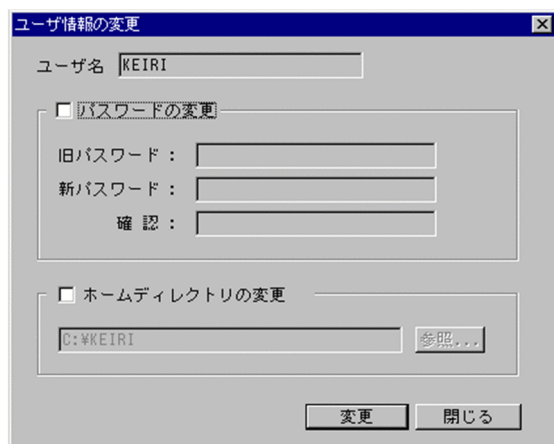 ユーザ情報の変更
ユーザ名 KEIRI
パスワードの変更
旧パスワード：
新パスワード：
確 認：
ホームディレクトリの変更
C:¥KEIRI 参照...
変更 閉じる